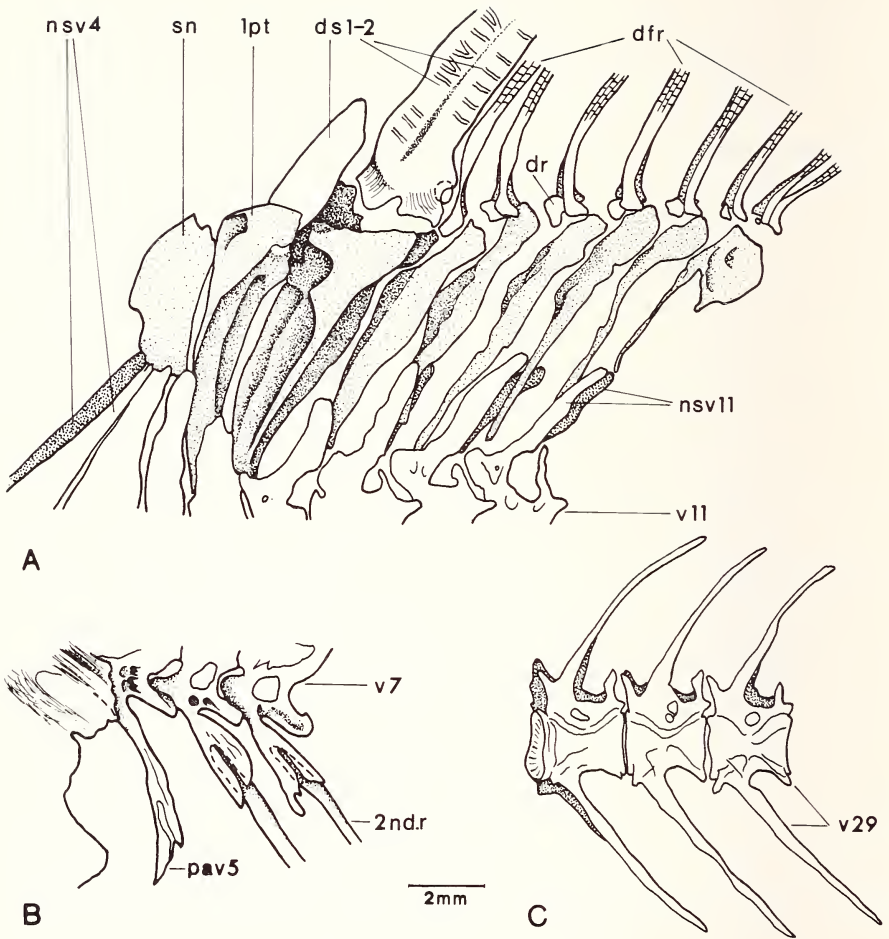 nsv4 sn 1pt ds1-2 dfr
dr
nsv11
v11
A
v7
2nd.r
pav5
v29
2mm
B C